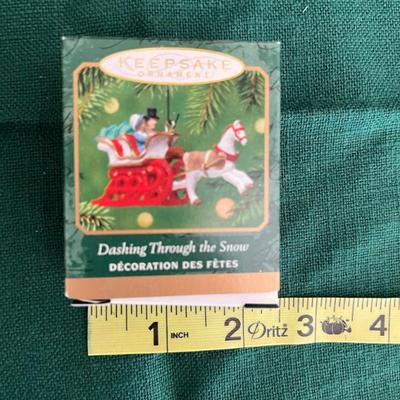 KEEPSAKE
ORNAMENT
Dashing Through the Snow
DÉCORATION DES FÊTES
1 INCH 2 Dritz® 3 4